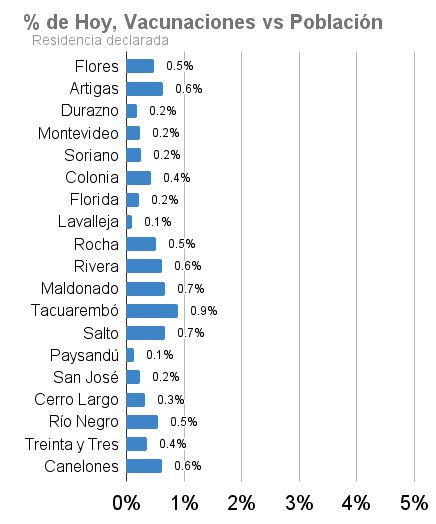 % de Hoy, Vacunaciones vs Población
Residencia declarada
Flores 0.5%
Artigas 0.6%
Durazno 0.2%
Montevideo 0.2%
Soriano 0.2%
Colonia 0.4%
Florida 0.2%
Lavalleja 0.1%
Rocha 0.5%
Rivera 0.6%
Maldonado 0.7%
Tacuarembó 0.9%
Salto 0.7%
Paysandú 0.1%
San José 0.2%
Cerro Largo 0.3%
Río Negro 0.5%
Treinta y Tres 0.4%
Canelones 0.6%
0% 1% 2% 3% 4% 5%